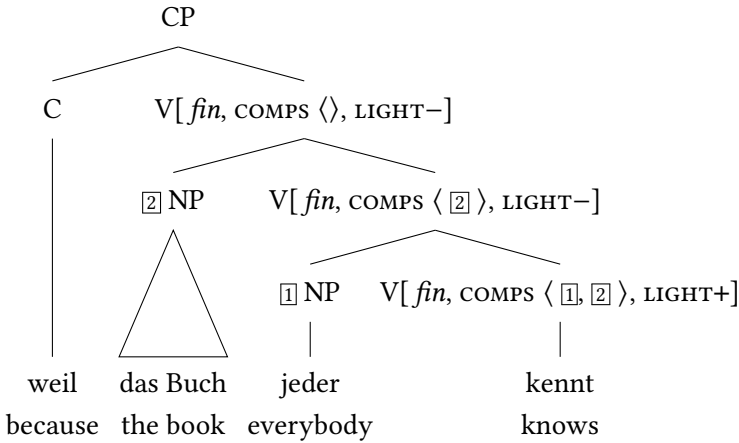 CP
C V[ fin, COMPS ⟨⟩, LIGHT−]
2 NP V[ fin, COMPS ⟨ 2 ⟩, LIGHT−]
1 NP V[ fin, COMPS ⟨ 1, 2 ⟩, LIGHT+]
weil das Buch jeder kennt
because the book everybody knows